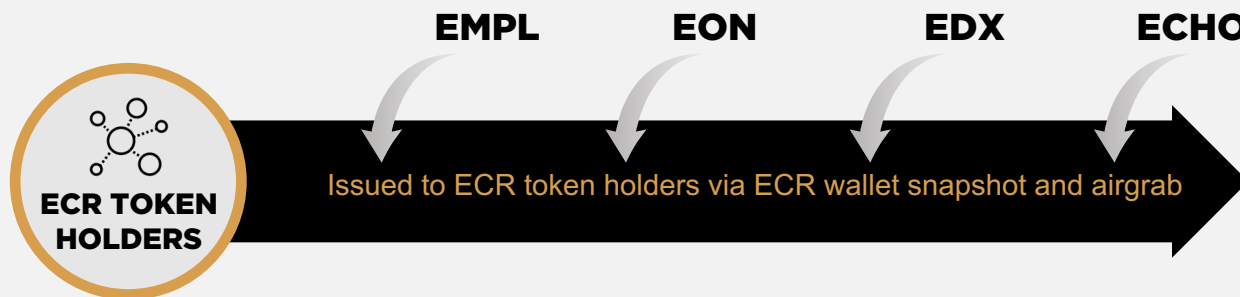 EMPL EON EDX ECHO
Issued to ECR token holders via ECR wallet snapshot and airgrab
ECR TOKEN
HOLDERS